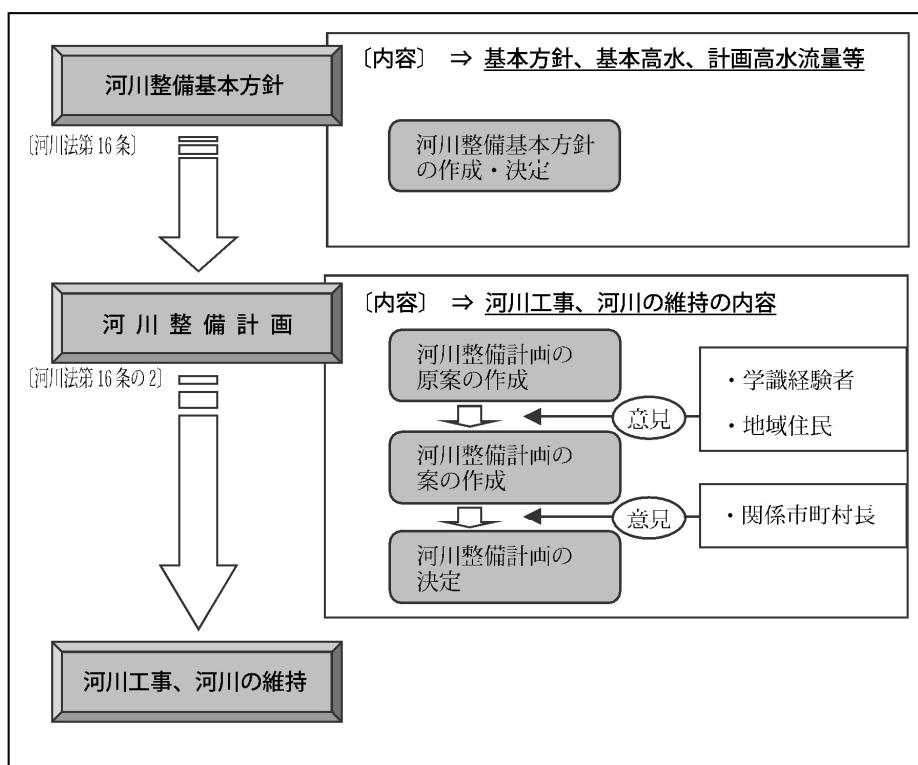 河川整備基本方針
〔河川法第16条〕
〔内容〕 ⇒ 基本方針、基本高水、計画高水流量等
河川整備基本方針
の作成・決定
河川整備計画
〔河川法第16条の2〕
〔内容〕 ⇒ 河川工事、河川の維持の内容
河川整備計画の
原案の作成
意見
・学識経験者
・地域住民
河川整備計画の
案の作成
意見
・関係市町村長
河川整備計画の
決定
河川工事、河川の維持